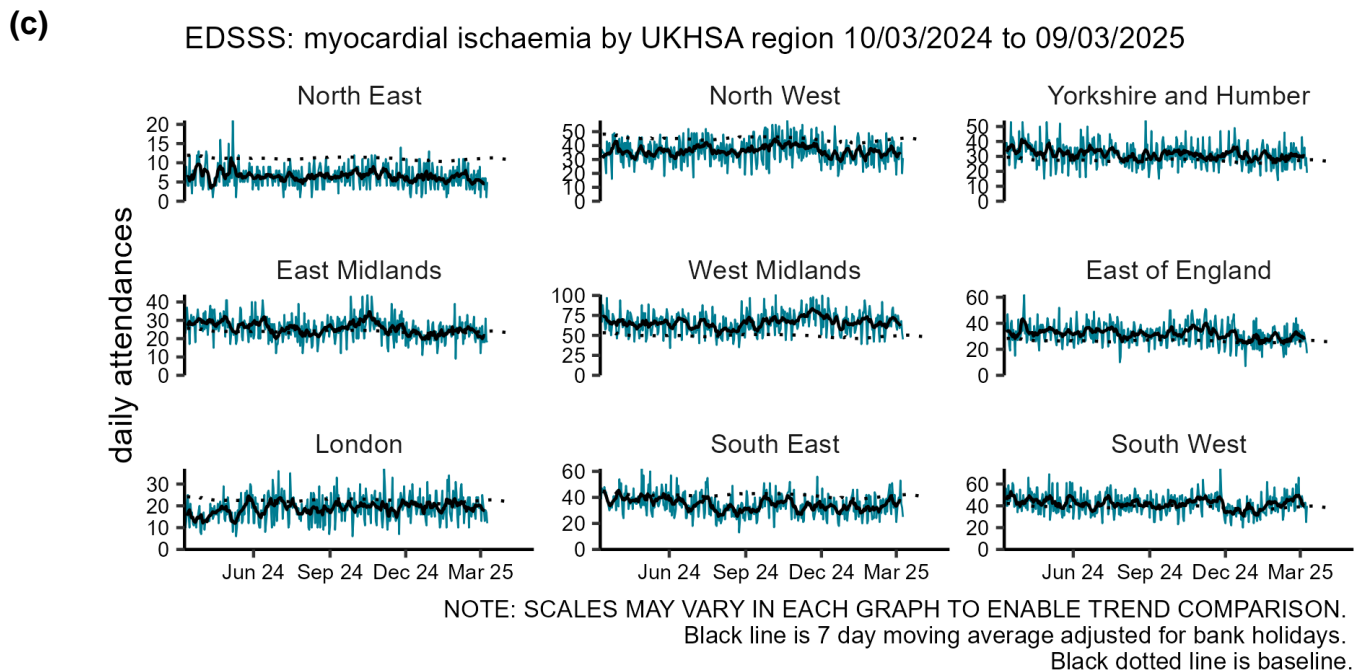 (c)
EDSSS: myocardial ischaemia by UKHSA region 10/03/2024 to 09/03/2025
daily attendances
North East
20
15
10
5
0
North West
50
40
30
20
10
0
Yorkshire and Humber
50
40
30
20
10
0
East Midlands
40
30
20
10
0
West Midlands
100
75
50
25
0
East of England
60
40
20
0
London
30
20
10
0
Jun 24 Sep 24 Dec 24 Mar 25
South East
60
40
20
0
Jun 24 Sep 24 Dec 24 Mar 25
South West
60
40
20
0
Jun 24 Sep 24 Dec 24 Mar 25
NOTE: SCALES MAY VARY IN EACH GRAPH TO ENABLE TREND COMPARISON.
Black line is 7 day moving average adjusted for bank holidays.
Black dotted line is baseline.